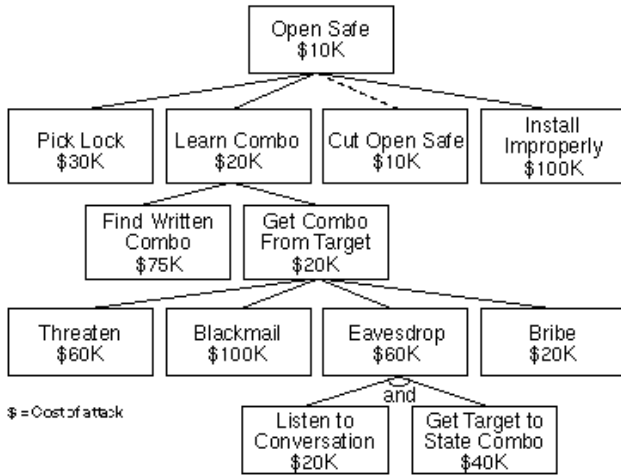 Open Safe
$10K
Pick Lock
$30K
Learn Combo
$20K
Cut Open Safe
$10K
Install
Improperly
$100K
Find Written
Combo
$75K
Get Combo
From Target
$20K
Threaten
$60K
Blackmail
$100K
Eavesdrop
$60K
Bribe
$20K
and
$ = Cost of attack
Listen to
Conversation
$20K
Get Target to
State Combo
$40K